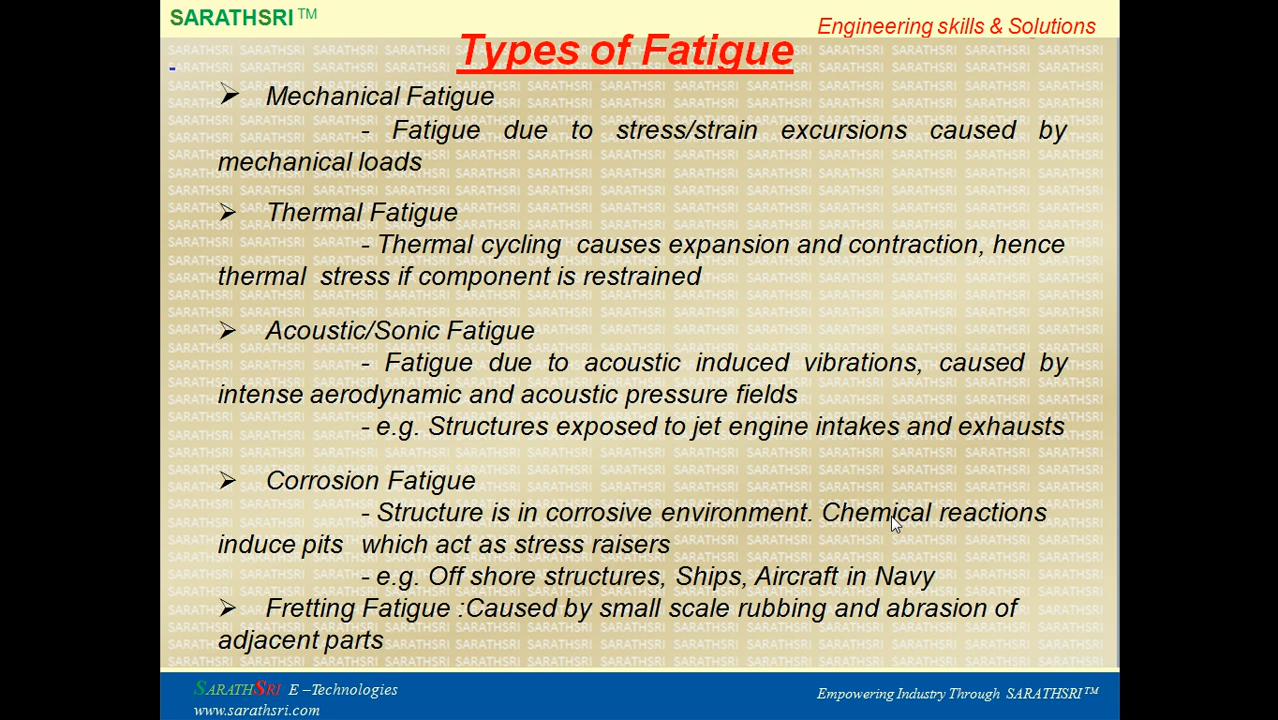 SARATHSRI™
Engineering skills & Solutions
Types of Fatigue
-
➢ Mechanical Fatigue
- Fatigue due to stress/strain excursions caused by
mechanical loads
➢ Thermal Fatigue
- Thermal cycling causes expansion and contraction, hence
thermal stress if component is restrained
➢ Acoustic/Sonic Fatigue
- Fatigue due to acoustic induced vibrations, caused by
intense aerodynamic and acoustic pressure fields
- e.g. Structures exposed to jet engine intakes and exhausts
➢ Corrosion Fatigue
- Structure is in corrosive environment. Chemical reactions
induce pits which act as stress raisers
- e.g. Off shore structures, Ships, Aircraft in Navy
➢ Fretting Fatigue :Caused by small scale rubbing and abrasion of
adjacent parts
SARATHSRI E –Technologies
www.sarathsri.com
Empowering Industry Through SARATHSRI™